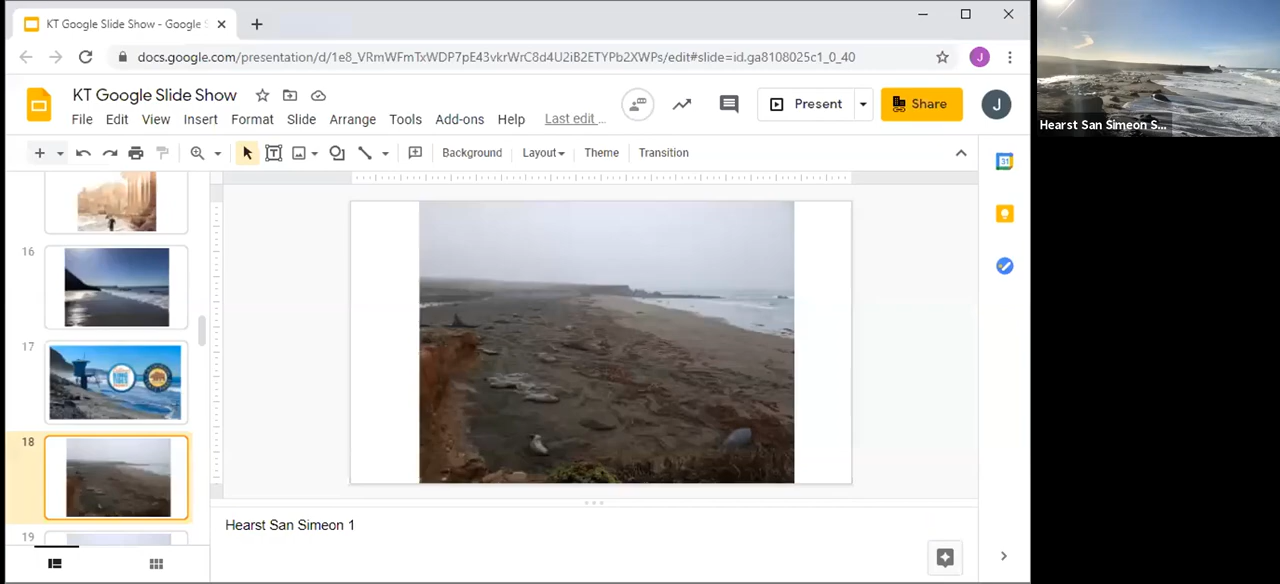 KT Google Slide Show - Google S
docs.google.com/presentation/d/1e8_VRmWFmTxWDP7pE43vkrWrC8d4U2iB2ETYPb2XWPs/edit#slide=id.ga8108025c1_0_40
J
KT Google Slide Show
File Edit View Insert Format Slide Arrange Tools Add-ons Help Last edit ...
Present
Share
J
Background Layout Theme Transition
31
16
17
18
19
Hearst San Simeon 1
Hearst San Simeon S...